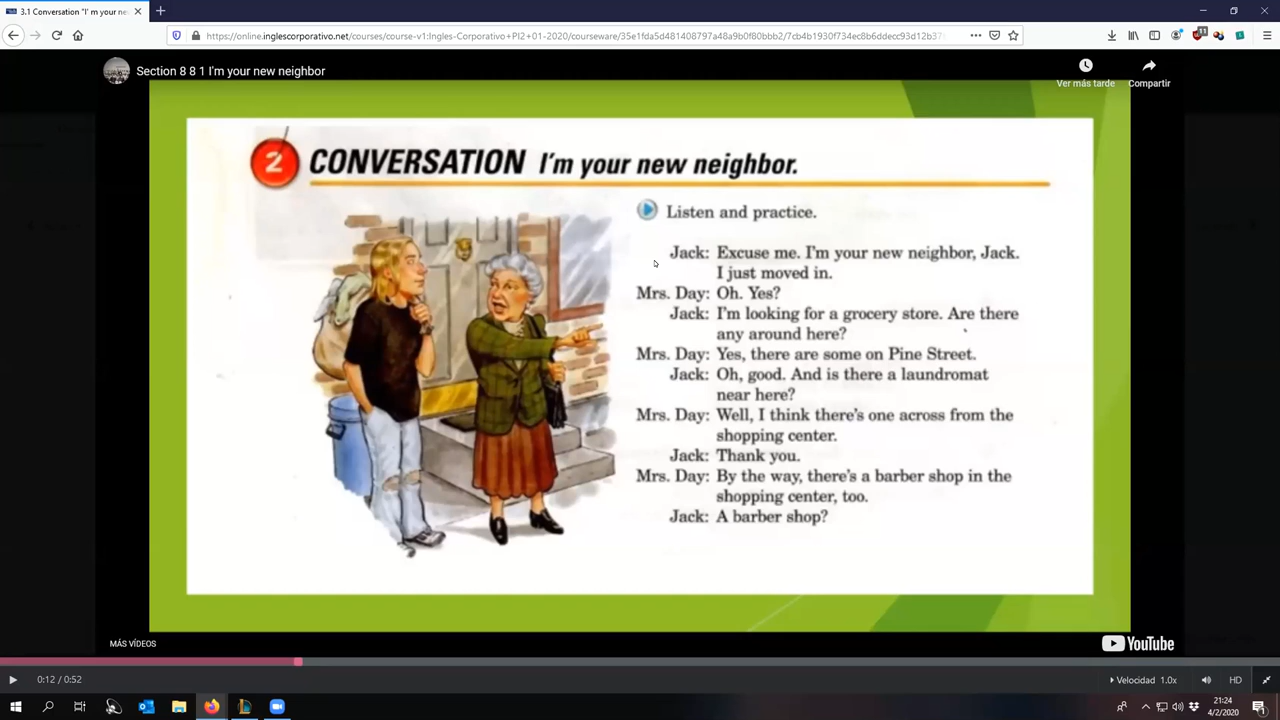 3.1 Conversation "I' m your ne
https://online.inglescorporativo.net/courses/course-v1:Ingles-Corporativo+PI2+01-2020/courseware/
Section 8 8 1 I'm your new neighbor
Ver más tarde
Compartir
2 CONVERSATION I'm your new neighbor.
Listen and practice.
Jack: Excuse me. I'm your new neighbor, Jack.
I just moved in.
Mrs. Day: Oh. Yes?
Jack: I'm looking for a grocery store. Are there
any around here?
Mrs. Day: Yes, there are some on Pine Street.
Jack: Oh, good. And is there a laundromat
near here?
Mrs. Day: Well, I think there's one across from the
shopping center.
Jack: Thank you.
Mrs. Day: By the way, there's a barber shop in the
shopping center, too.
Jack: A barber shop?
MÁS VÍDEOS
YouTube
0:12 / 0:52
Velocidad 1.0x
HD
21:24
4/2/2020